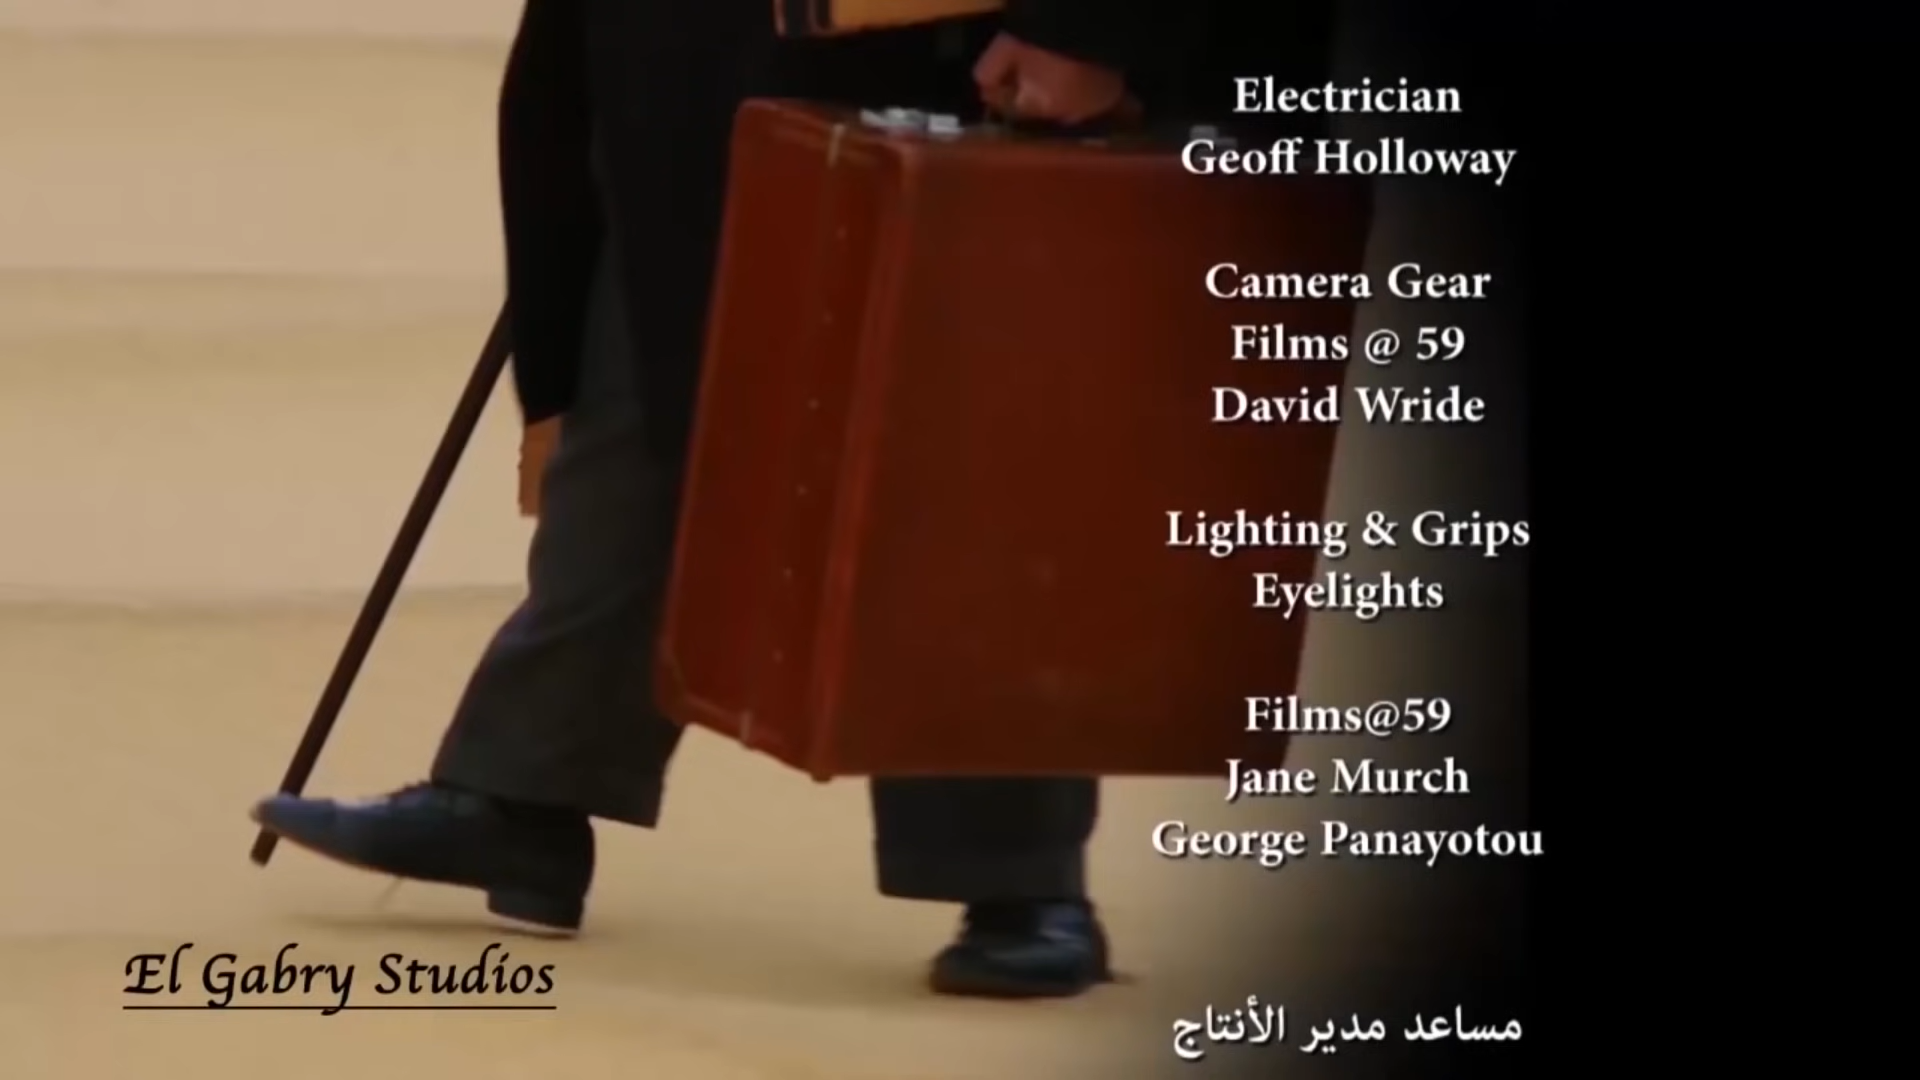 Electrician
Geoff Holloway
Camera Gear
Films @ 59
David Wride
Lighting & Grips
Eyelights
Films@59
Jane Murch
George Panayotou
El Gabry Studios
مساعد مدير الأنتاج